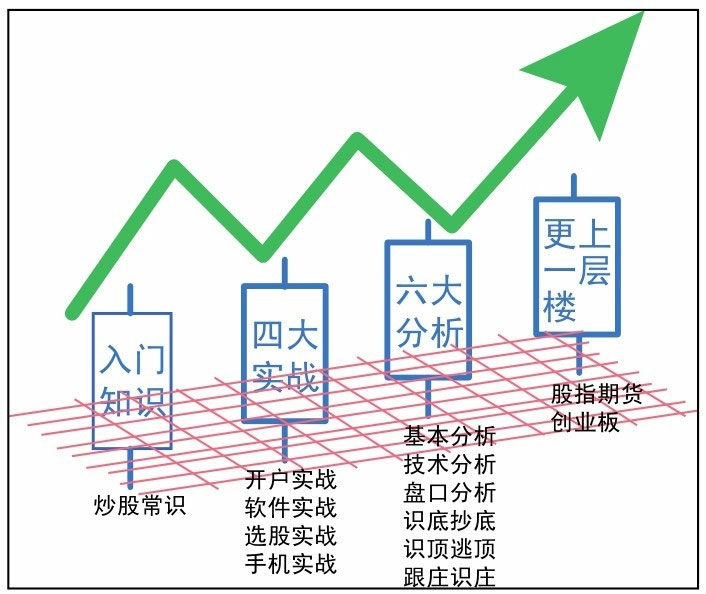 入门
知识
炒股常识
四大
实战
开户实战
软件实战
选股实战
手机实战
六大
分析
基本分析
技术分析
盘口分析
识底抄底
识顶逃顶
跟庄识庄
更上
一层
楼
股指期货
创业板